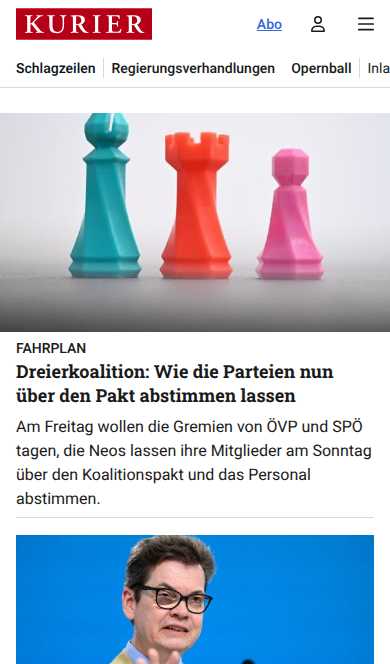 KURIER
Abo
Schlagzeilen Regierungsverhandlungen Opernball Inla
FAHRPLAN
Dreierkoalition: Wie die Parteien nun
über den Pakt abstimmen lassen
Am Freitag wollen die Gremien von ÖVP und SPÖ
tagen, die Neos lassen ihre Mitglieder am Sonntag
über den Koalitionspakt und das Personal
abstimmen.